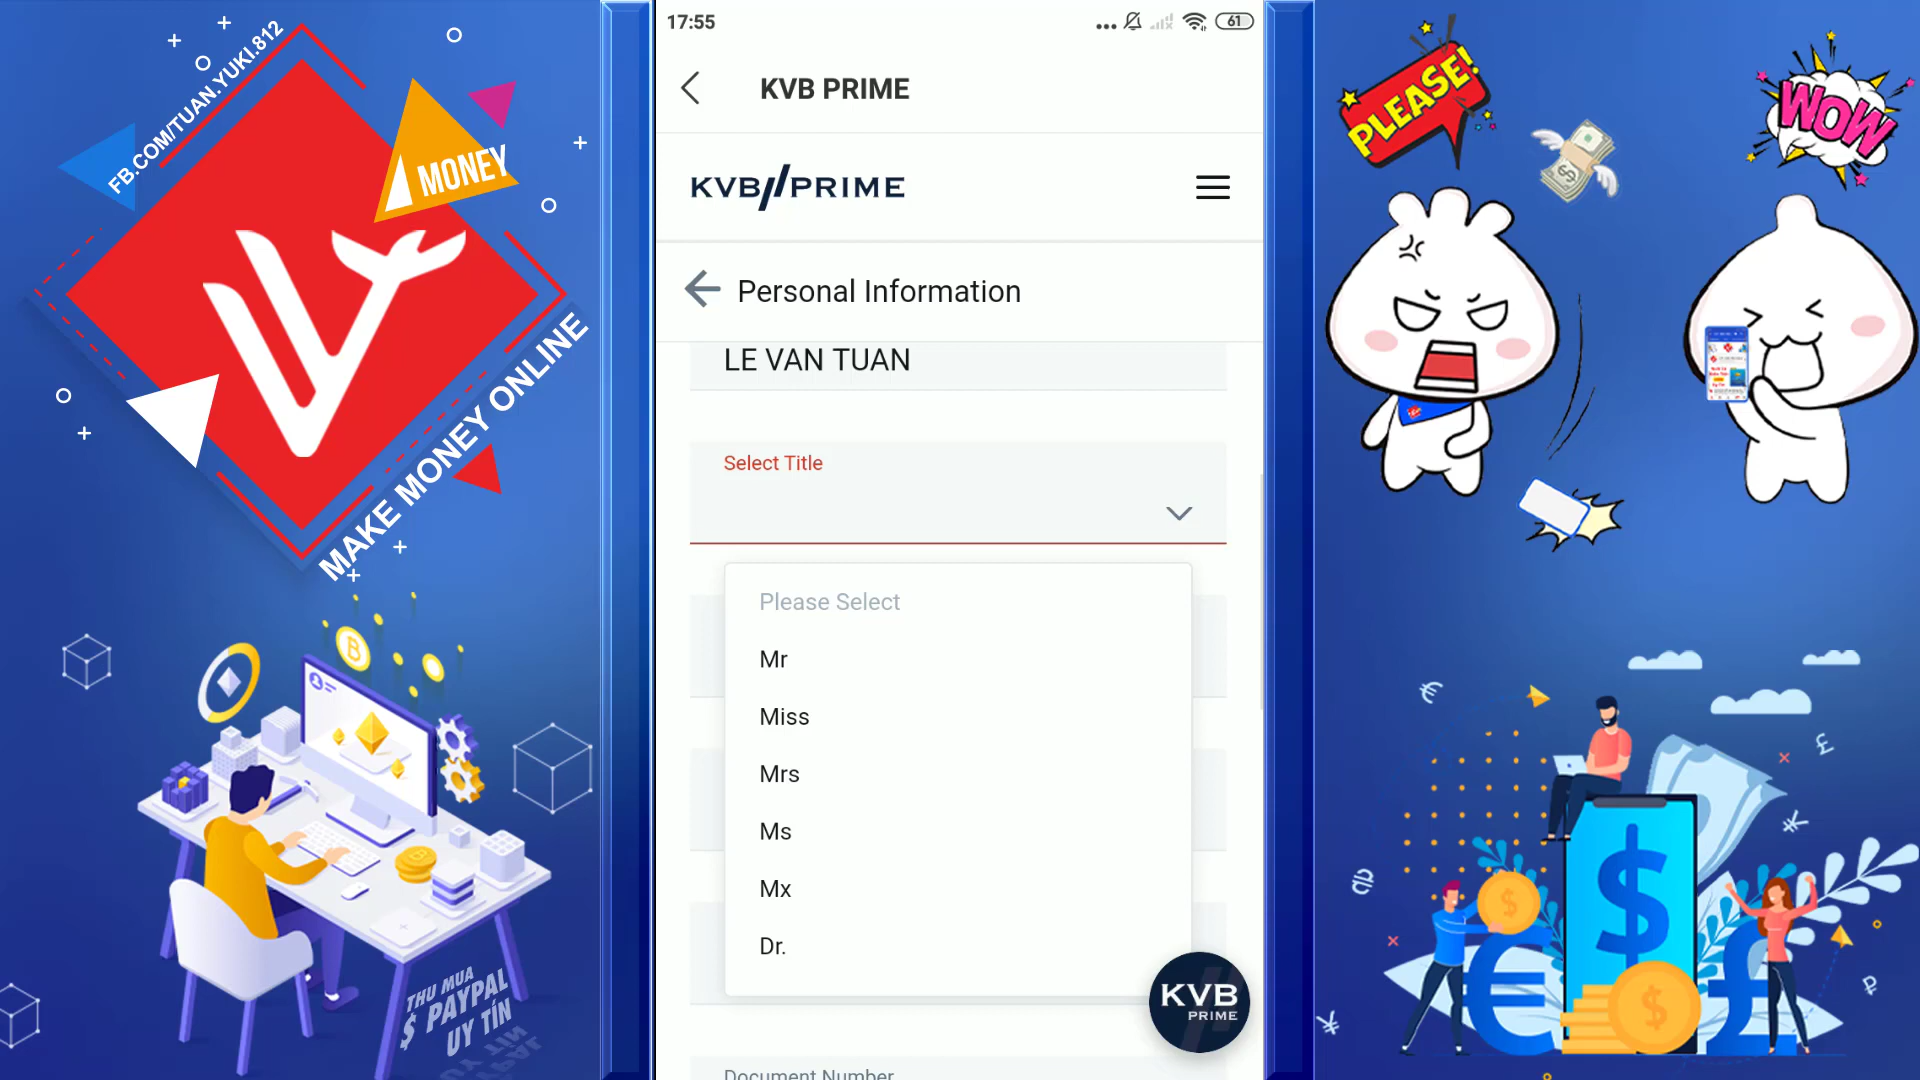 FB.COM/TUAN.YUKI.812
MONEY
MAKE MONEY ONLINE
THU MUA
$ PAYPAL
UY TÍN
17:55
61
KVB PRIME
KVB//PRIME
Personal Information
LE VAN TUAN
Select Title
Please Select
Mr
Miss
Mrs
Ms
Mx
Dr.
KVB
PRIME
Document Number
PLEASE!
WOW